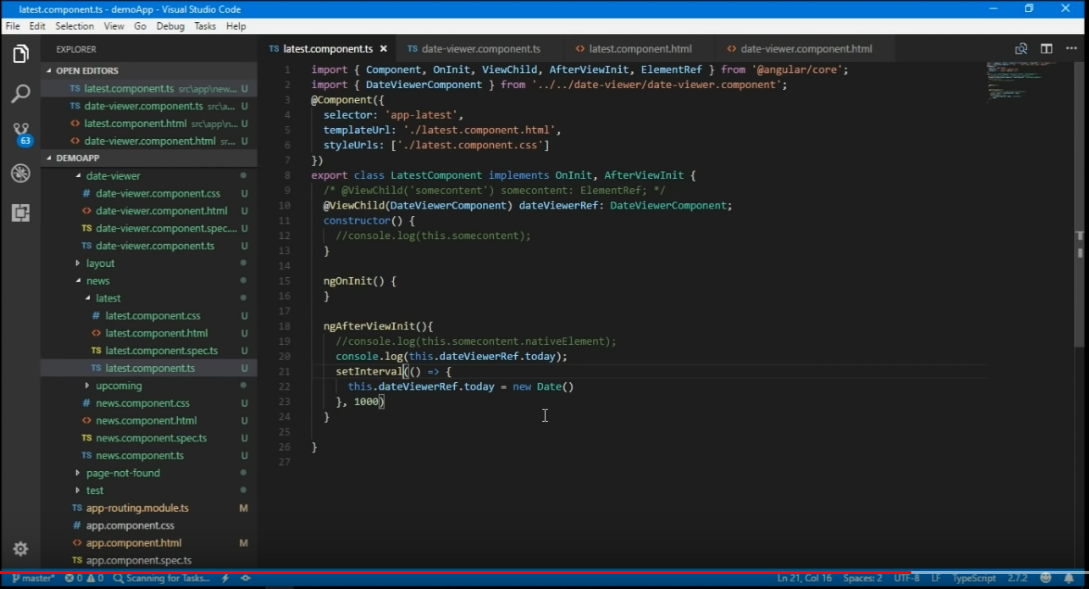 latest.component.ts - demoApp - Visual Studio Code
File Edit Selection View Go Debug Tasks Help
EXPLORER
OPEN EDITORS
TS latest.component.ts src\app\new... U
TS date-viewer.component.ts src\a... U
<> latest.component.html src\app\n... U
<> date-viewer.component.html sr... U
DEMOAPP
date-viewer
# date-viewer.component.css U
<> date-viewer.component.html U
TS date-viewer.component.spec.... U
TS date-viewer.component.ts U
layout
news
latest
# latest.component.css U
<> latest.component.html U
TS latest.component.spec.ts U
TS latest.component.ts U
upcoming
# news.component.css U
<> news.component.html U
TS news.component.spec.ts U
TS news.component.ts U
page-not-found
test
TS app-routing.module.ts M
# app.component.css
<> app.component.html M
TS app.component.spec.ts
63
TS latest.component.ts × TS date-viewer.component.ts <> latest.component.html <> date-viewer.component.html
1 import { Component, OnInit, ViewChild, AfterViewInit, ElementRef } from '@angular/core';
2 import { DateViewerComponent } from '../../date-viewer/date-viewer.component';
3 @Component({
4 selector: 'app-latest',
5 templateUrl: './latest.component.html',
6 styleUrls: ['./latest.component.css']
7 })
8 export class LatestComponent implements OnInit, AfterViewInit {
9 /* @ViewChild('somecontent') somecontent: ElementRef; */
10 @ViewChild(DateViewerComponent) dateViewerRef: DateViewerComponent;
11 constructor() {
12 //console.log(this.somecontent);
13 }
14
15 ngOnInit() {
16 }
17
18 ngAfterViewInit(){
19 //console.log(this.somecontent.nativeElement);
20 console.log(this.dateViewerRef.today);
21 setInterval(() => {
22 this.dateViewerRef.today = new Date()
23 }, 1000)
24 }
25
26 }
27
master* 0 0 Scanning for Tasks... Ln 21, Col 16 Spaces: 2 UTF-8 LF TypeScript 2.7.2